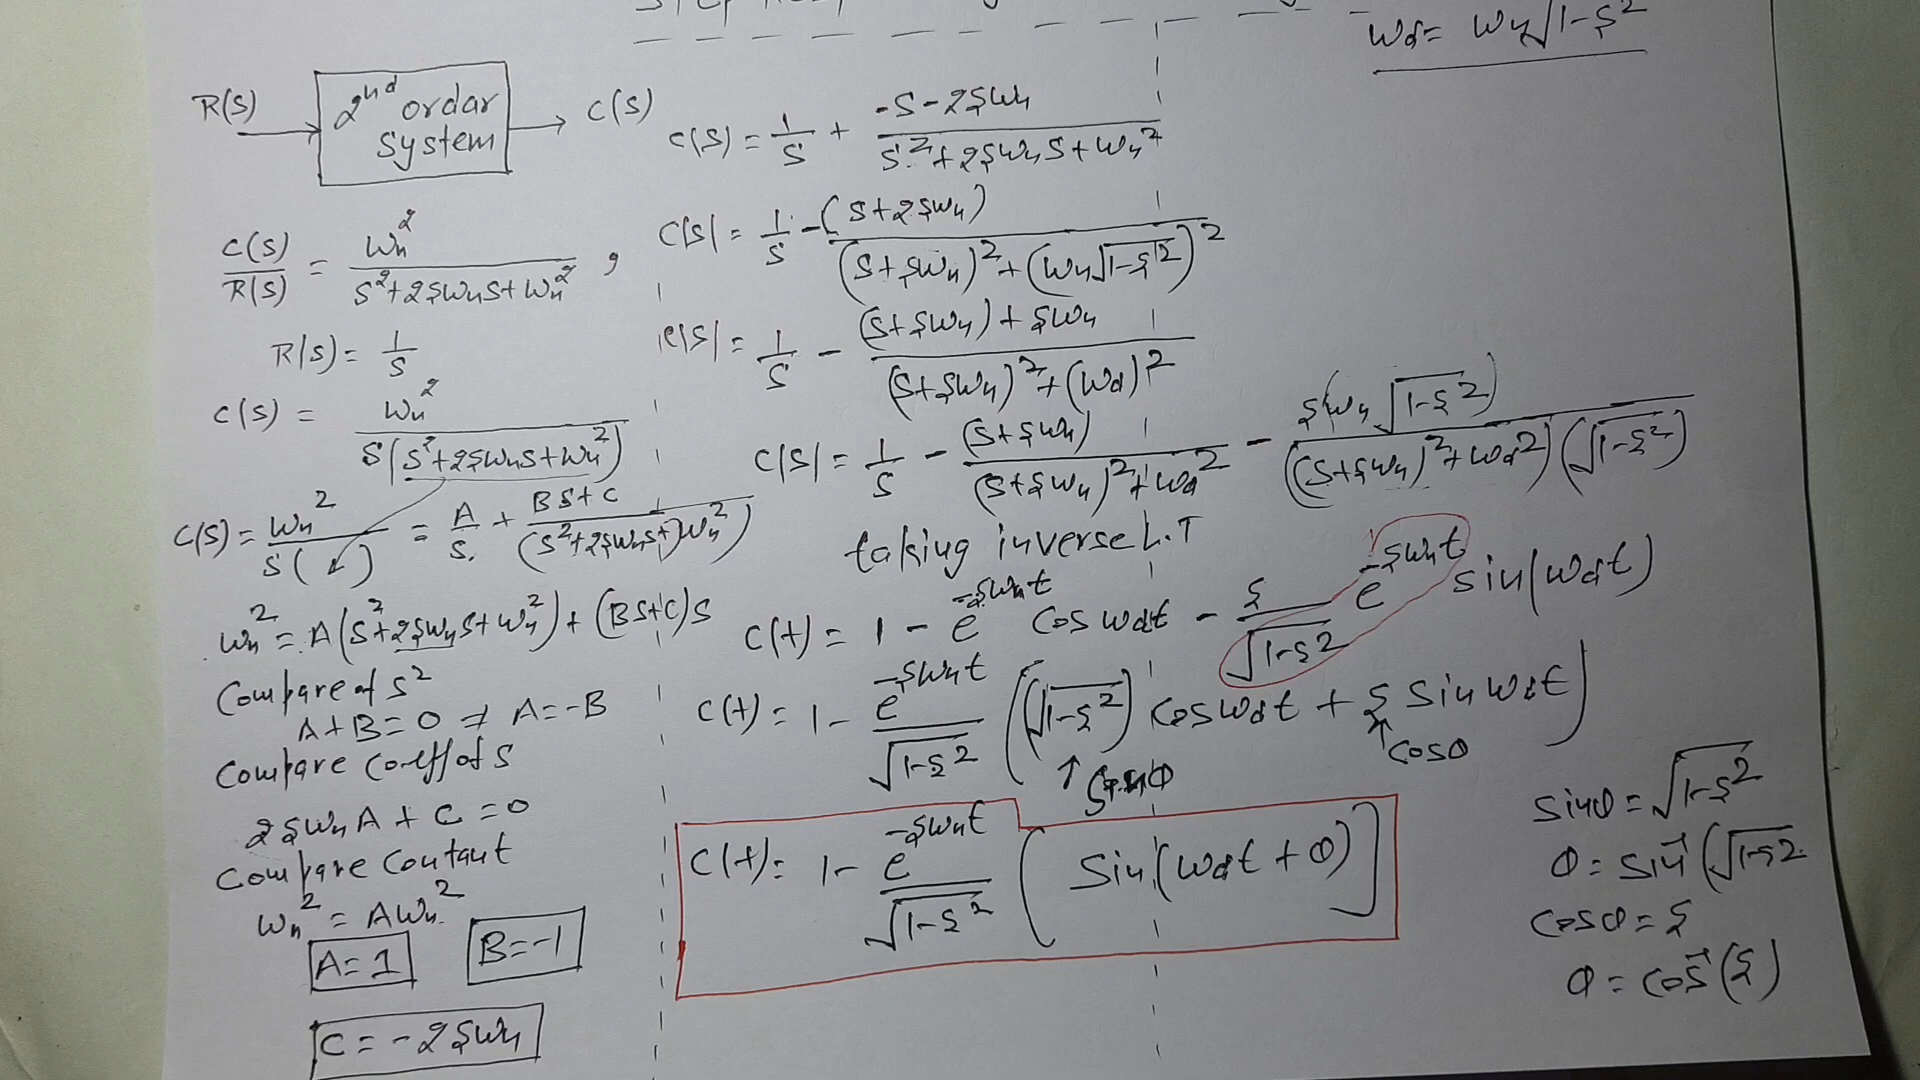 ωd = ωn√1-ξ²
R(s) → 2nd ordar system → C(s)
C(s)/R(s) = ωn²/(s²+2ξωns+ωn²) ,
R(s) = 1/s
C(s) = ωn²/(s(s²+2ξωns+ωn²))
C(s) = ωn²/(s( )) = A/s + (Bs+C)/(s²+2ξωns+ωn²)
ωn² = A(s²+2ξωns+ωn²) + (Bs+C)s
Compare of s²
A+B=0 ⇒ A=-B
Compare Coeff of s
2ξωnA + C = 0
Compare Contant
ωn² = Aωn²
A=1 B=-1
C = -2ξωn
C(s) = 1/s + (-s-2ξωn)/(s²+2ξωns+ωn²)
C(s) = 1/s - (s+2ξωn)/((s+ξωn)²+(ωn√1-ξ²)²)
C(s) = 1/s - ((s+ξωn)+ξωn)/((s+ξωn)²+(ωd)²)
C(s) = 1/s - (s+ξωn)/((s+ξωn)²+ωd²) - ξ(ωn√1-ξ²)/(((s+ξωn)²+ωd²)(√1-ξ²))
taking inverse L.T
C(t) = 1 - e^-ξωnt cos ωdt - ξ/√1-ξ² e^-ξωnt sin(ωdt)
C(t) = 1 - e^-ξωnt/√1-ξ² ((√1-ξ²) cosωdt + ξ sin ωdt)
↑ sinθ ↑ cosθ
C(t) = 1 - e^-ξωnt/√1-ξ² (sin(ωdt + θ))
sinθ = √1-ξ²
θ = sin⁻¹(√1-ξ²
cosθ = ξ
θ = cos⁻¹(ξ)